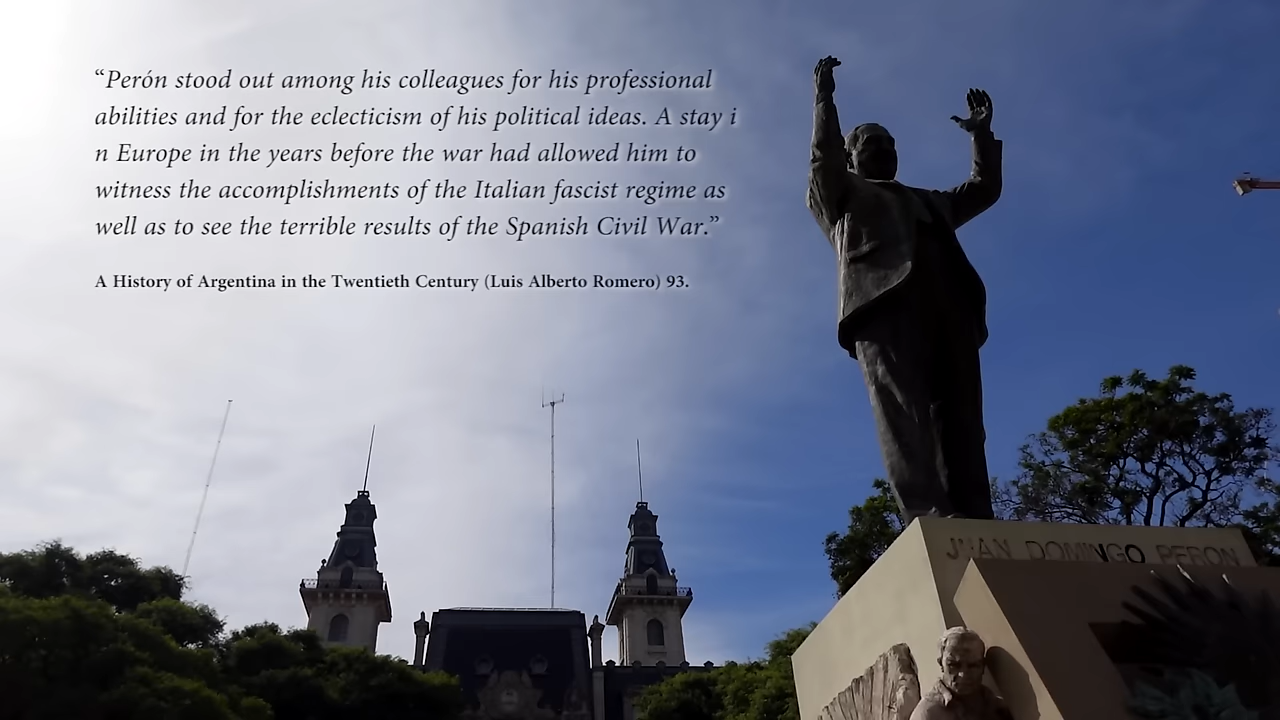 “Perón stood out among his colleagues for his professional
abilities and for the eclecticism of his political ideas. A stay i
n Europe in the years before the war had allowed him to
witness the accomplishments of the Italian fascist regime as
well as to see the terrible results of the Spanish Civil War.”
A History of Argentina in the Twentieth Century (Luis Alberto Romero) 93.
JUAN DOMINGO PERON